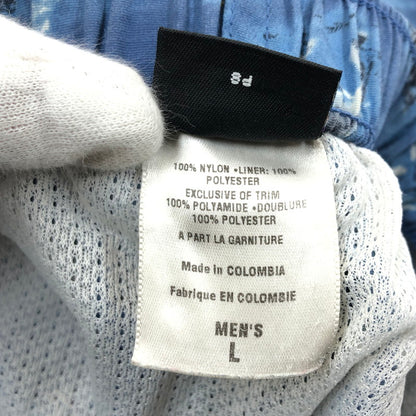 PS
100% NYLON •LINER: 100%
POLYESTER
EXCLUSIVE OF TRIM
100% POLYAMIDE •DOUBLURE
100% POLYESTER
A PART LA GARNITURE
Made in COLOMBIA
Fabrique EN COLOMBIE
MEN'S
L